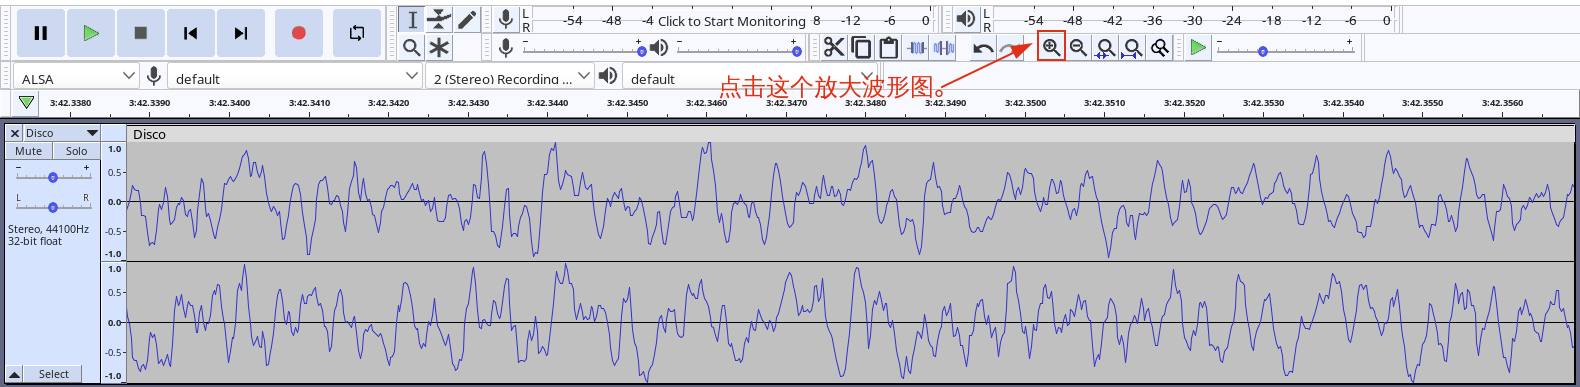 L
R
-54 -48 -4 Click to Start Monitoring 8 -12 -6 0
L
R
-54 -48 -42 -36 -30 -24 -18 -12 -6 0
ALSA default 2 (Stereo) Recording ... default
点击这个放大波形图。
3:42.3380 3:42.3390 3:42.3400 3:42.3410 3:42.3420 3:42.3430 3:42.3440 3:42.3450 3:42.3460 3:42.3470 3:42.3480 3:42.3490 3:42.3500 3:42.3510 3:42.3520 3:42.3530 3:42.3540 3:42.3550 3:42.3560
Disco
Disco
Mute Solo
- +
L R
Stereo, 44100Hz
32-bit float
Select
1.0
0.5
0.0
-0.5
-1.0
1.0
0.5
0.0
-0.5
-1.0